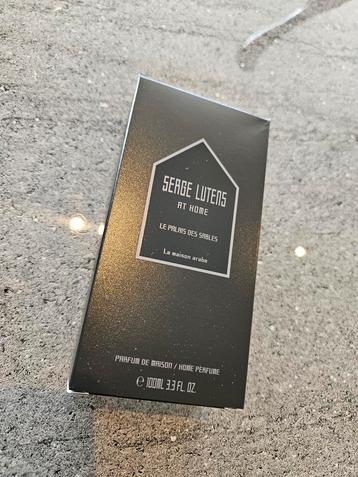 SERGE LUTENS
AT HOME
LE PALAIS DES SABLES
La maison arabe
PARFUM DE MAISON / HOME PERFUME
℮ 100ML 3.3 FL. OZ.